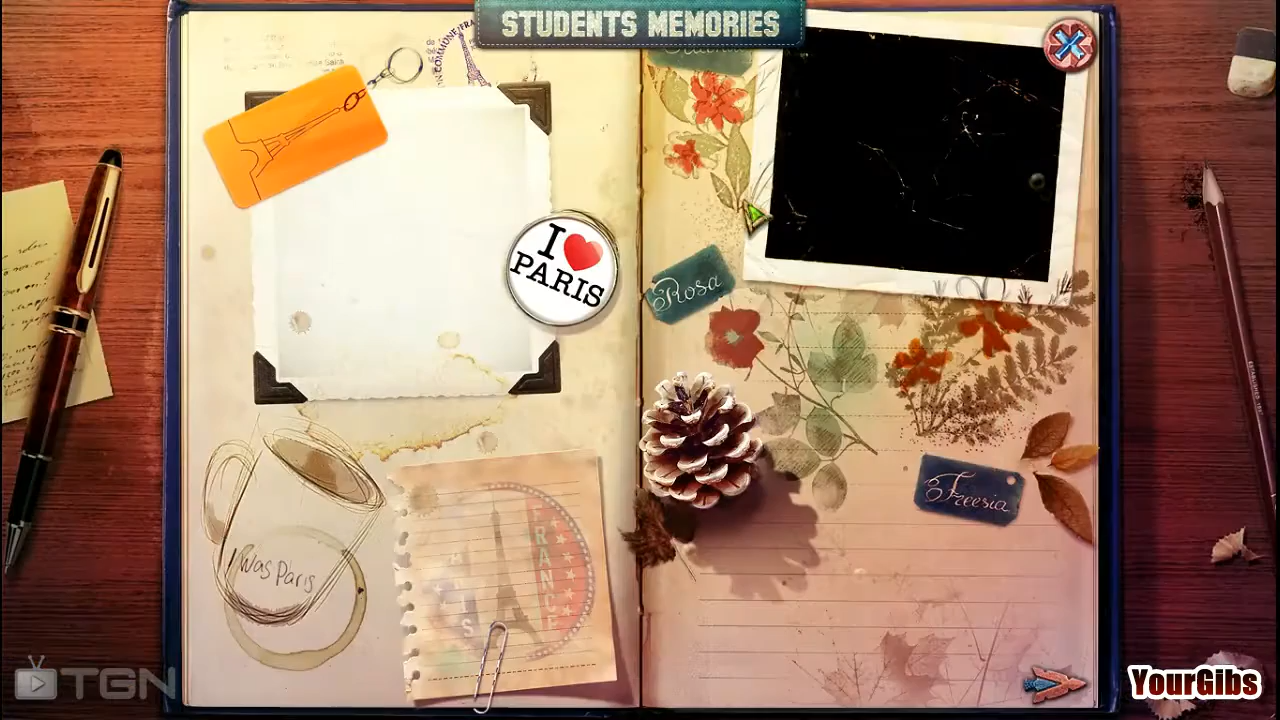 STUDENTS MEMORIES
I
PARIS
Rosa
Freesia
I Was Paris
FRANCE
TGN
YourGibs